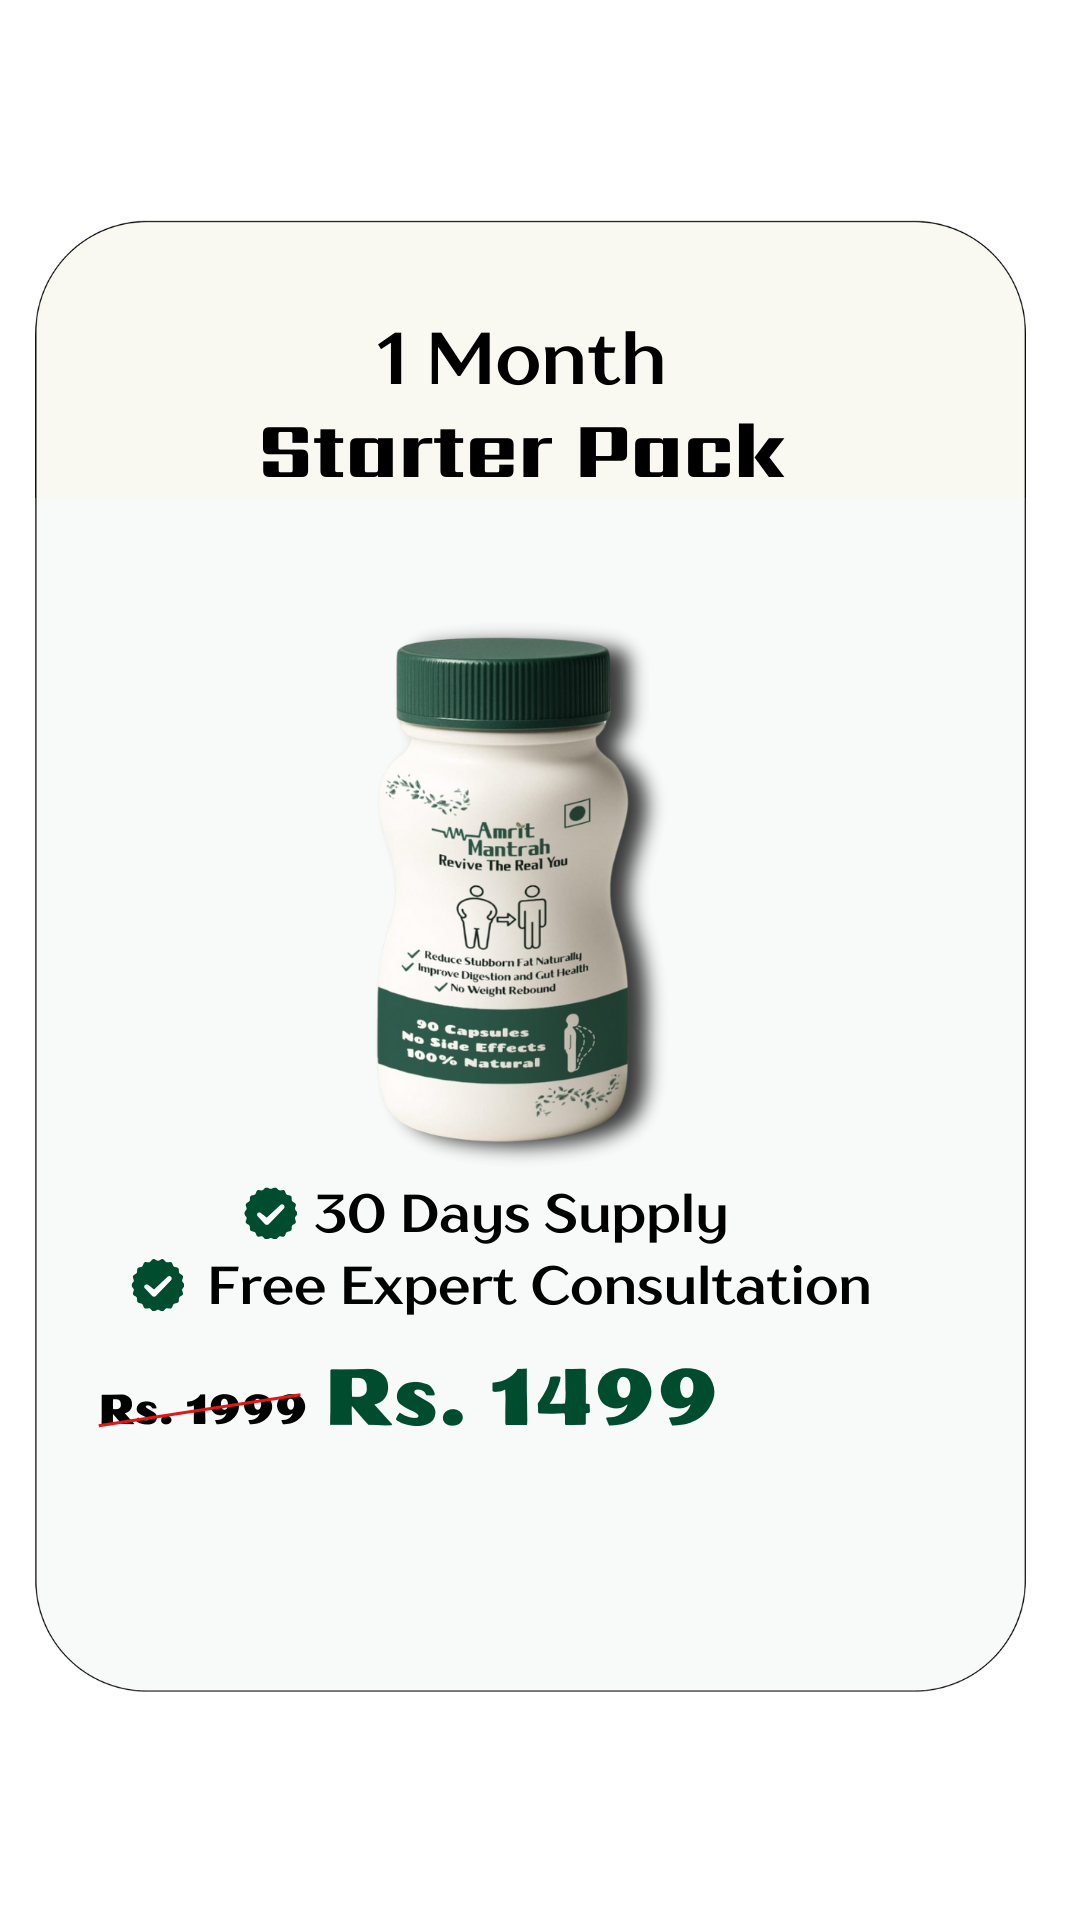 1 Month
Starter Pack
Amrit
Mantrah
Revive The Real You
Reduce Stubborn Fat Naturally
Improve Digestion and Gut Health
No Weight Rebound
90 Capsules
No Side Effects
100% Natural
30 Days Supply
Free Expert Consultation
Rs. 1999 Rs. 1499